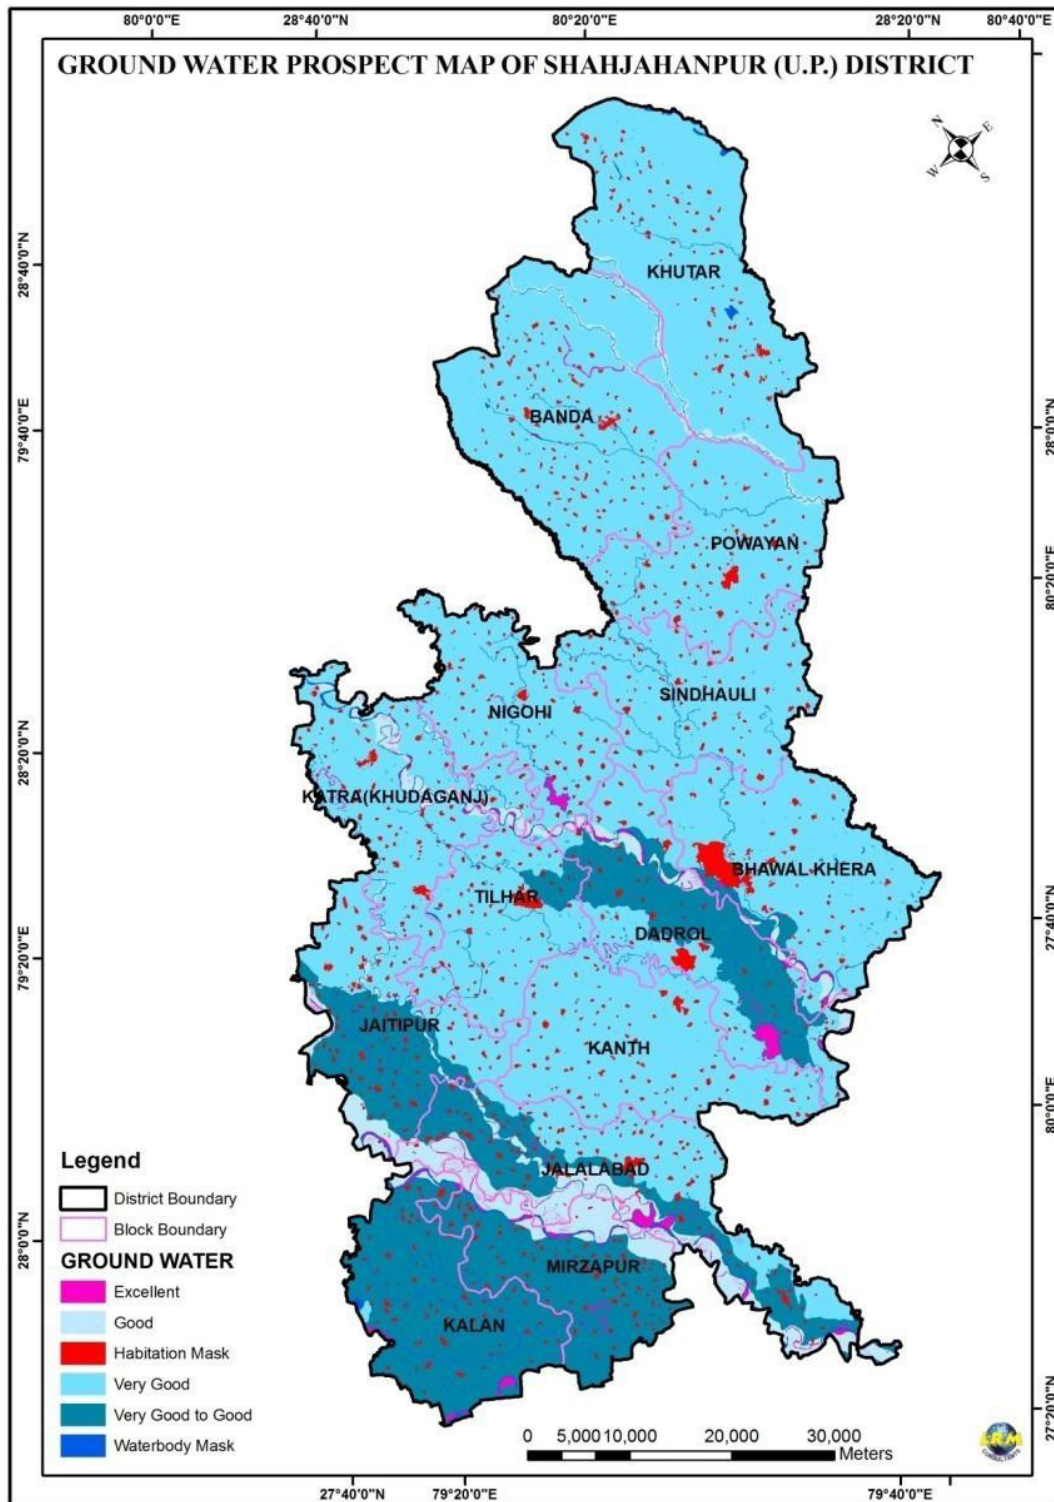 80°0'0"E 28°40'0"N 80°20'0"E 28°20'0"N 80°40'0"E
GROUND WATER PROSPECT MAP OF SHAHJAHANPUR (U.P.) DISTRICT
N E
W S
28°40'0"N
KHUTAR
79°40'0"E
BANDA
28°0'0"N
POWAYAN
80°20'0"E
SINDHAULI
NIGOHI
28°20'0"N
KATRA(KHUDAGANJ)
BHAWAL KHERA
TILHAR
DADROL
27°40'0"N
79°20'0"E
JAITIPUR
KANTH
80°0'0"E
JALALABAD
28°0'0"N
MIRZAPUR
KALAN
27°20'0"N
Legend
District Boundary
Block Boundary
GROUND WATER
Excellent
Good
Habitation Mask
Very Good
Very Good to Good
Waterbody Mask
0 5,000 10,000 20,000 30,000
Meters
LRM
CONSULTANTS
27°40'0"N 79°20'0"E 79°40'0"E